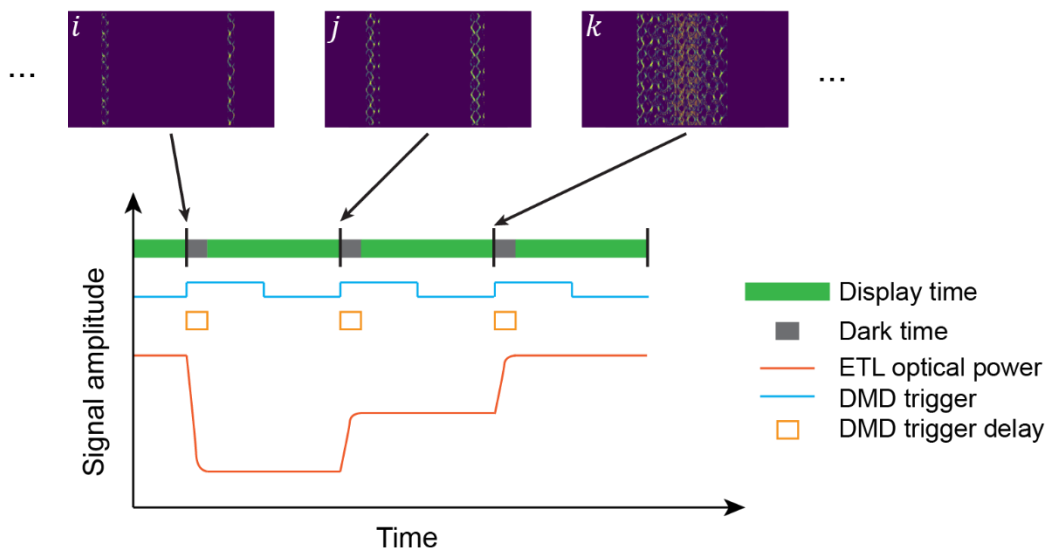 i
j
k
...
...
Signal amplitude
Time
Display time
Dark time
ETL optical power
DMD trigger
DMD trigger delay